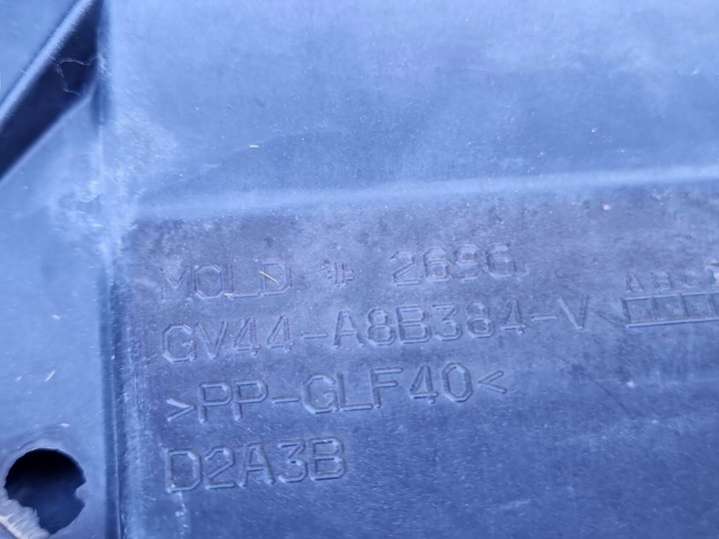 MOLD # 2696
GV44-A8B384-V
>PP-GLF40<
D2A3B